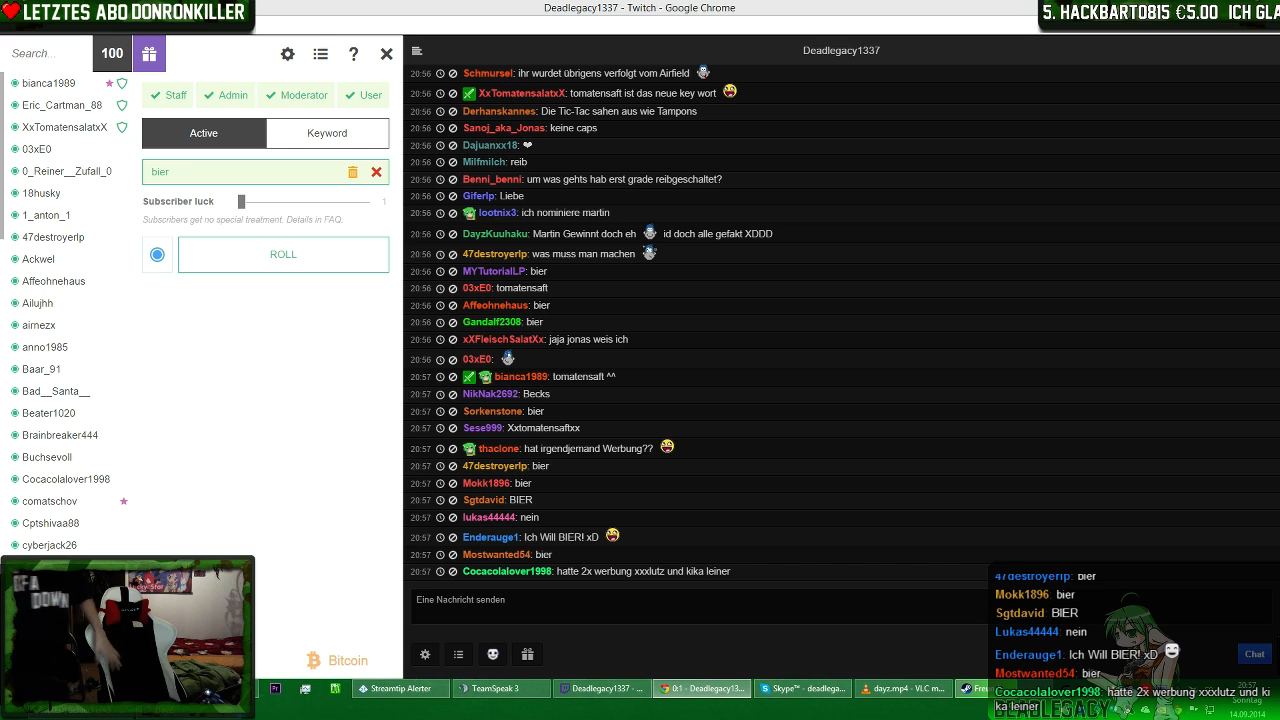 LETZTES ABO DONRONKILLER
Deadlegacy1337 - Twitch - Google Chrome
5. HACKBART0815 €5.00 ICH GLA
Search...
100
bianca1989
Eric_Cartman_88
XxTomatensalatxX
03xE0
0_Reiner__Zufall_0
18husky
1_anton_1
47destroyerlp
Ackwel
Affeohnehaus
Ailujhh
airnezx
anno1985
Baar_91
Bad__Santa__
Beater1020
Brainbreaker444
Buchsevoll
Cocacolalover1998
comatschov
Cptshivaa88
cyberjack26
?
Staff Admin Moderator User
Active Keyword
bier
Subscriber luck 1
Subscribers get no special treatment. Details in FAQ.
ROLL
Bitcoin
Deadlegacy1337
20:56 Schmursel: ihr wurdet übrigens verfolgt vom Airfield
20:56 XxTomatensalatxX: tomatensaft ist das neue key wort
20:56 Derhanskannes: Die Tic-Tac sahen aus wie Tampons
20:56 Sanoj_aka_Jonas: keine caps
20:56 Dajuanxx18: ❤
20:56 Milfmilch: reib
20:56 Benni_benni: um was gehts hab erst grade reibgeschaltet?
20:56 Giferlp: Liebe
20:56 lootnix3: ich nominiere martin
20:56 DayzKuuhaku: Martin Gewinnt doch eh id doch alle gefakt XDDD
20:56 47destroyerlp: was muss man machen
20:56 MYTutorialLP: bier
20:56 03xE0: tomatensaft
20:56 Affeohnehaus: bier
20:56 Gandalf2308: bier
20:56 xXFleischSalatXx: jaja jonas weis ich
20:56 03xE0:
20:57 bianca1989: tomatensaft ^^
20:57 NikNak2692: Becks
20:57 Sorkenstone: bier
20:57 Sese999: Xxtomatensaftxx
20:57 thaclone: hat irgendjemand Werbung??
20:57 47destroyerlp: bier
20:57 Mokk1896: bier
20:57 Sgtdavid: BIER
20:57 lukas44444: nein
20:57 Enderauge1: Ich Will BIER! xD
20:57 Mostwanted54: bier
20:57 Cocacolalover1998: hatte 2x werbung xxxlutz und kika leiner
Eine Nachricht senden
Chat
47destroyerlp: bier
Mokk1896: bier
Sgtdavid: BIER
Lukas44444: nein
Enderauge1: Ich Will BIER! xD
Mostwanted54: bier
Cocacolalover1998: hatte 2x werbung xxxlutz und ki
ka leiner
DEADLEGACY
Lucky Star
DOWN
Pr
Streamtip Alerter
TeamSpeak 3
Deadlegacy1337 - ...
0:1 - Deadlegacy13...
Skype™ - deadlega...
dayz.mp4 - VLC m...
Freun
20:57
Sonntag
14.09.2014